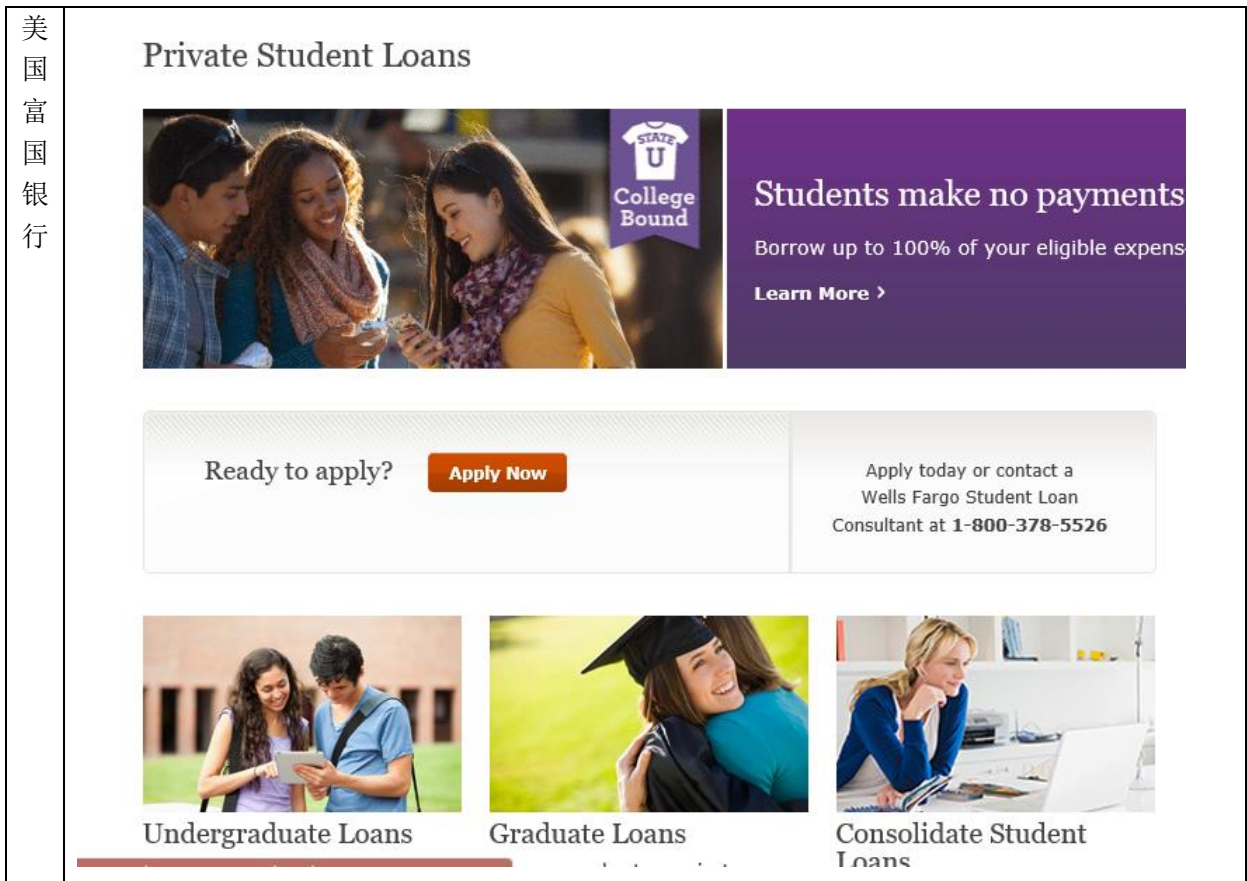 美国富国银行
Private Student Loans
STATE
U
College
Bound
Students make no payments
Borrow up to 100% of your eligible expens
Learn More >
Ready to apply? Apply Now
Apply today or contact a
Wells Fargo Student Loan
Consultant at 1-800-378-5526
Undergraduate Loans
Graduate Loans
Consolidate Student
Loans